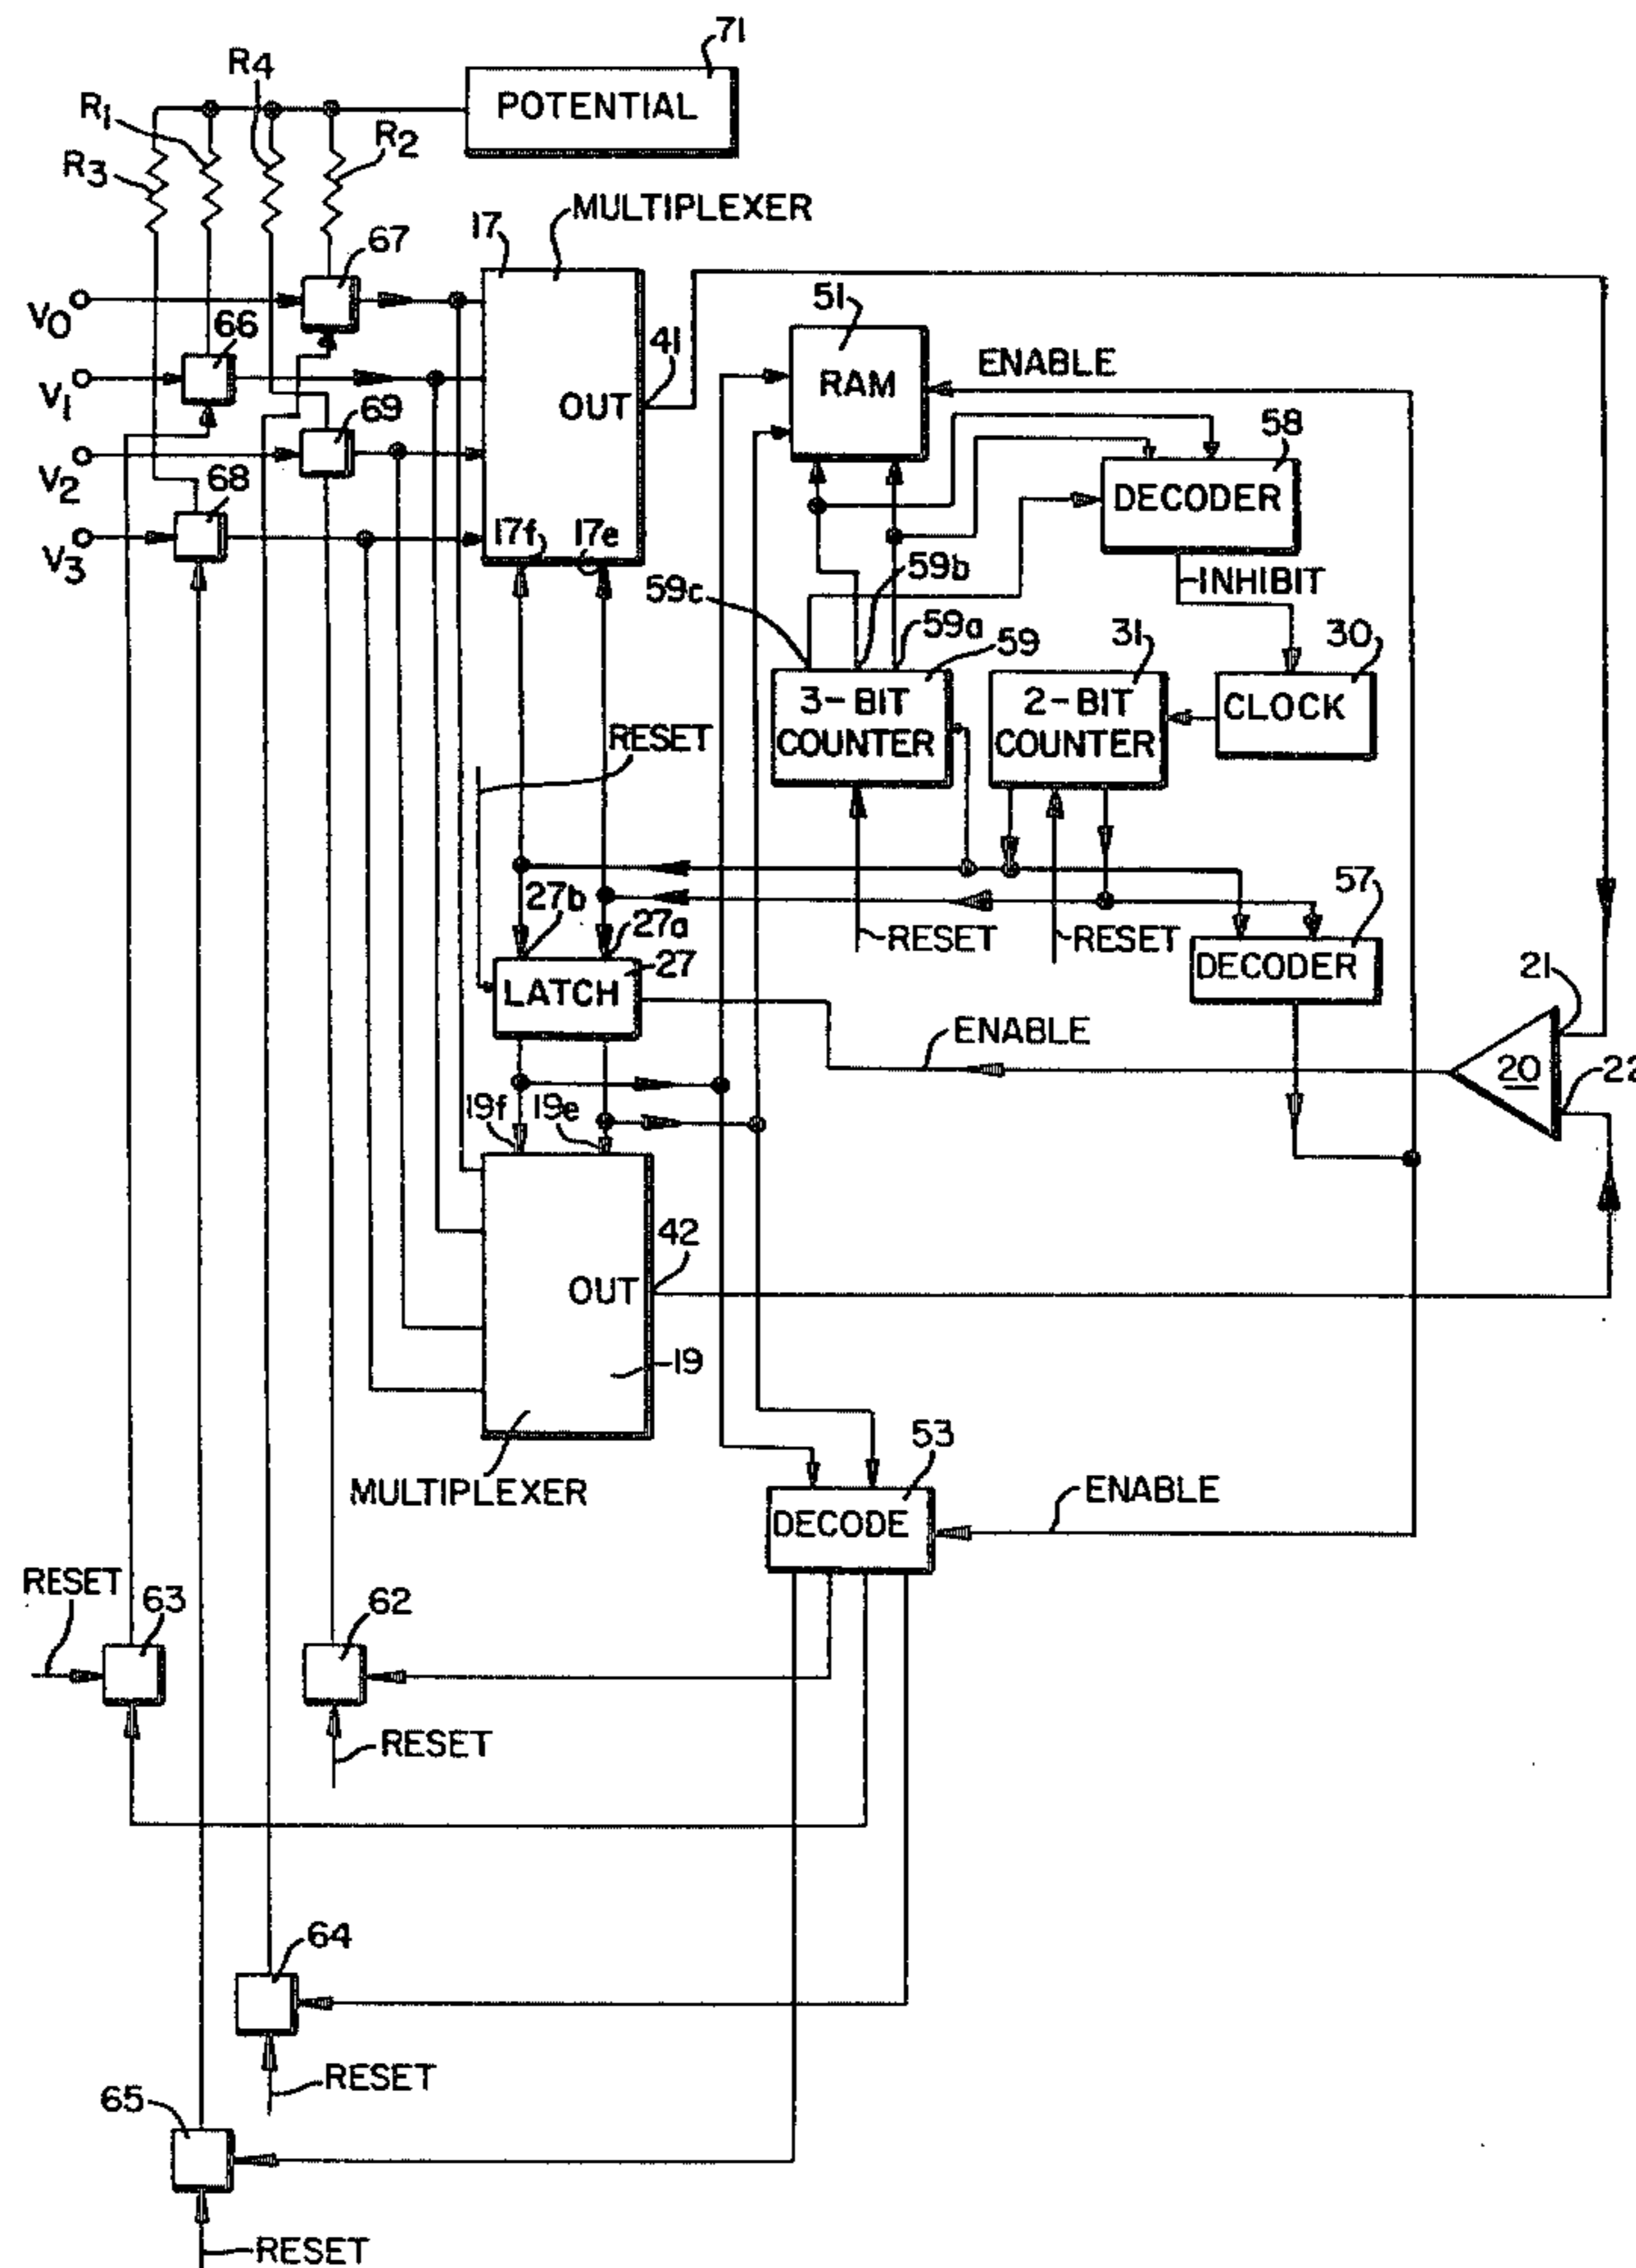 71
POTENTIAL
R4
R1
R2
R3
MULTIPLEXER
17
67
V0
66
V1
69
V2
68
V3
OUT
41
17f
17e
51
RAM
ENABLE
58
DECODER
INHIBIT
59c
59b
59a
59
3-BIT
COUNTER
31
2-BIT
COUNTER
30
CLOCK
RESET
RESET
RESET
57
DECODER
27b
27a
27
LATCH
ENABLE
21
20
22
19f
19e
42
OUT
19
MULTIPLEXER
53
DECODE
ENABLE
RESET
63
62
RESET
64
RESET
65
RESET